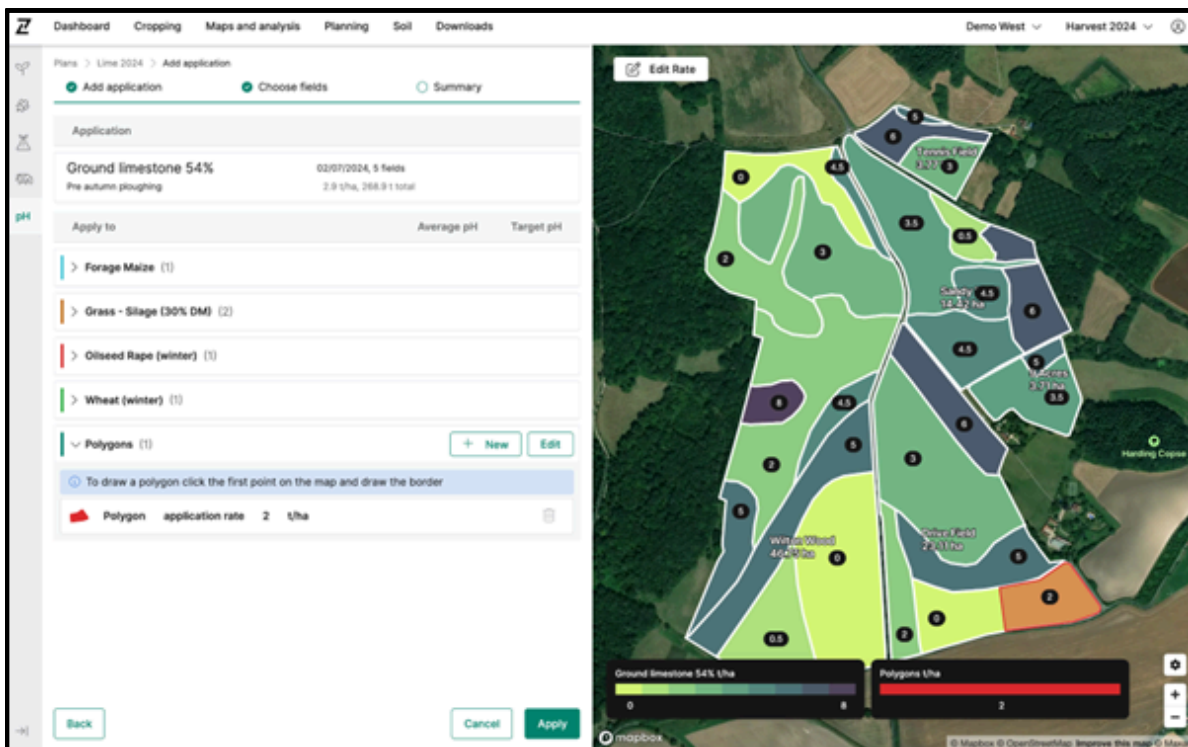 Dashboard Cropping Maps and analysis Planning Soil Downloads Demo West Harvest 2024
Plans > Lime 2024 > Add application
Add application Choose fields Summary
Application
Ground limestone 54% 02/07/2024, 5 fields
Pre autumn ploughing 2.9 t/ha, 268.9 t total
pH
Apply to Average pH Target pH
Forage Maize (1)
Grass - Silage (30% DM) (2)
Oilseed Rape (winter) (1)
Wheat (winter) (1)
Polygons (1) + New Edit
To draw a polygon click the first point on the map and draw the border
Polygon application rate 2 t/ha
Back Cancel Apply
Edit Rate
5
6
Tennis Field
3
0
4.5
3.5
0.5
2
3
Sandy 4.5
14.42 ha
6
4.5
5
3.5
8
4.5
6
5
3
Harding Copse
2
5
Wilton Wood
0
Drive Field
5
2
0
0.5
2
Ground limestone 54% t/ha
0 8
Polygons t/ha
2
mapbox
© Mapbox © OpenStreetMap Improve this map